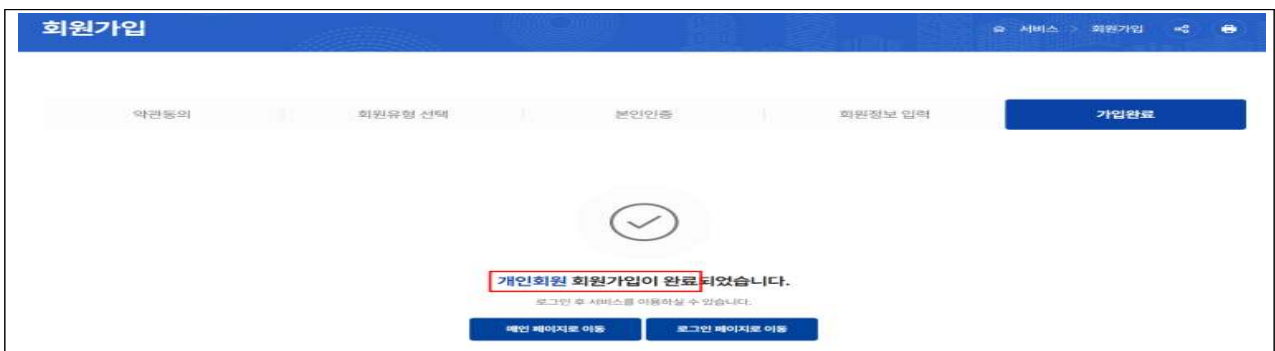 회원가입
서비스 > 회원가입
약관동의 회원유형 선택 본인인증 회원정보 입력 가입완료
개인회원 회원가입이 완료되었습니다.
로그인 후 서비스를 이용하실 수 있습니다.
메인 페이지로 이동 로그인 페이지로 이동